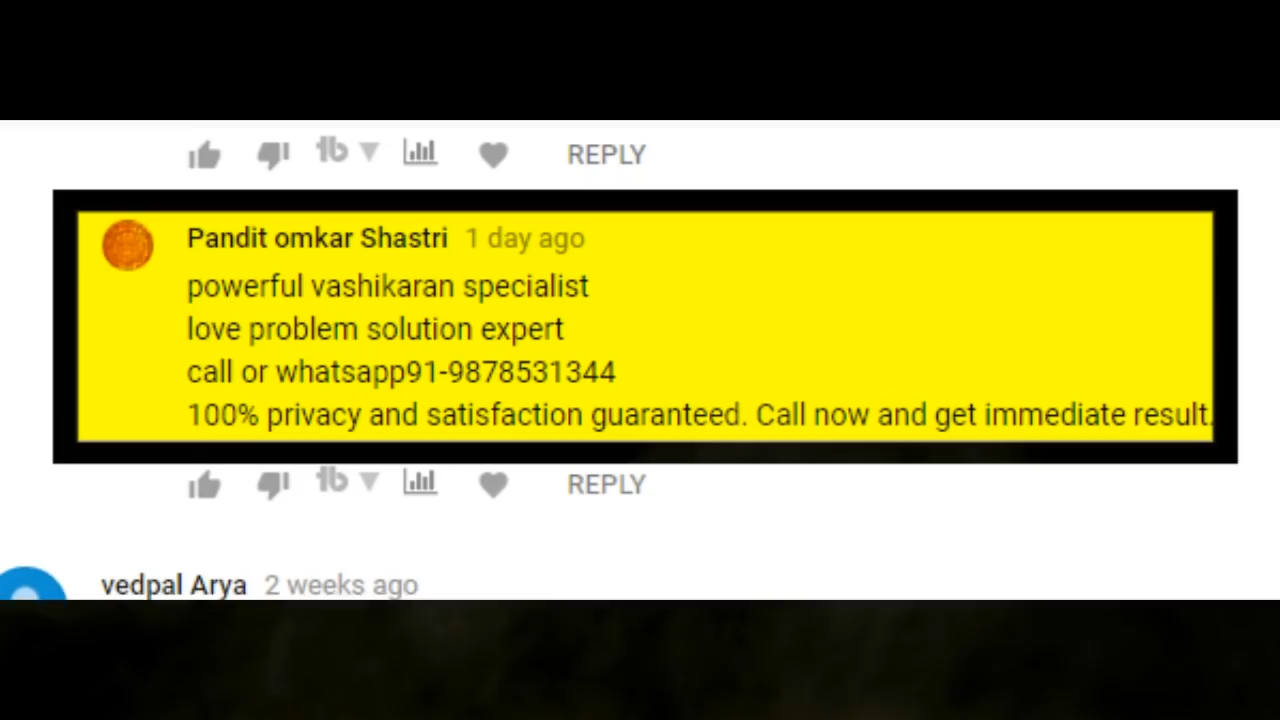 REPLY
Pandit omkar Shastri 1 day ago
powerful vashikaran specialist
love problem solution expert
call or whatsapp91-9878531344
100% privacy and satisfaction guaranteed. Call now and get immediate result.
REPLY
vedpal Arya 2 weeks ago